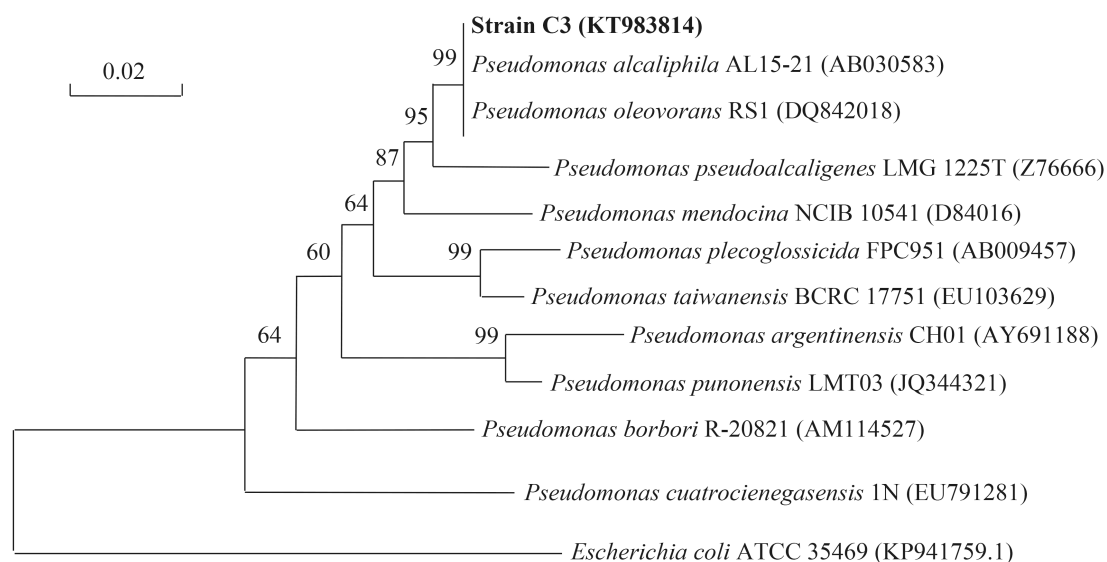 Strain C3 (KT983814)
0.02
99
Pseudomonas alcaliphila AL15-21 (AB030583)
Pseudomonas oleovorans RS1 (DQ842018)
95
87
Pseudomonas pseudoalcaligenes LMG 1225T (Z76666)
64
Pseudomonas mendocina NCIB 10541 (D84016)
60
99
Pseudomonas plecoglossicida FPC951 (AB009457)
Pseudomonas taiwanensis BCRC 17751 (EU103629)
64
99
Pseudomonas argentinensis CH01 (AY691188)
Pseudomonas punonensis LMT03 (JQ344321)
Pseudomonas borbori R-20821 (AM114527)
Pseudomonas cuatrocienegasensis 1N (EU791281)
Escherichia coli ATCC 35469 (KP941759.1)